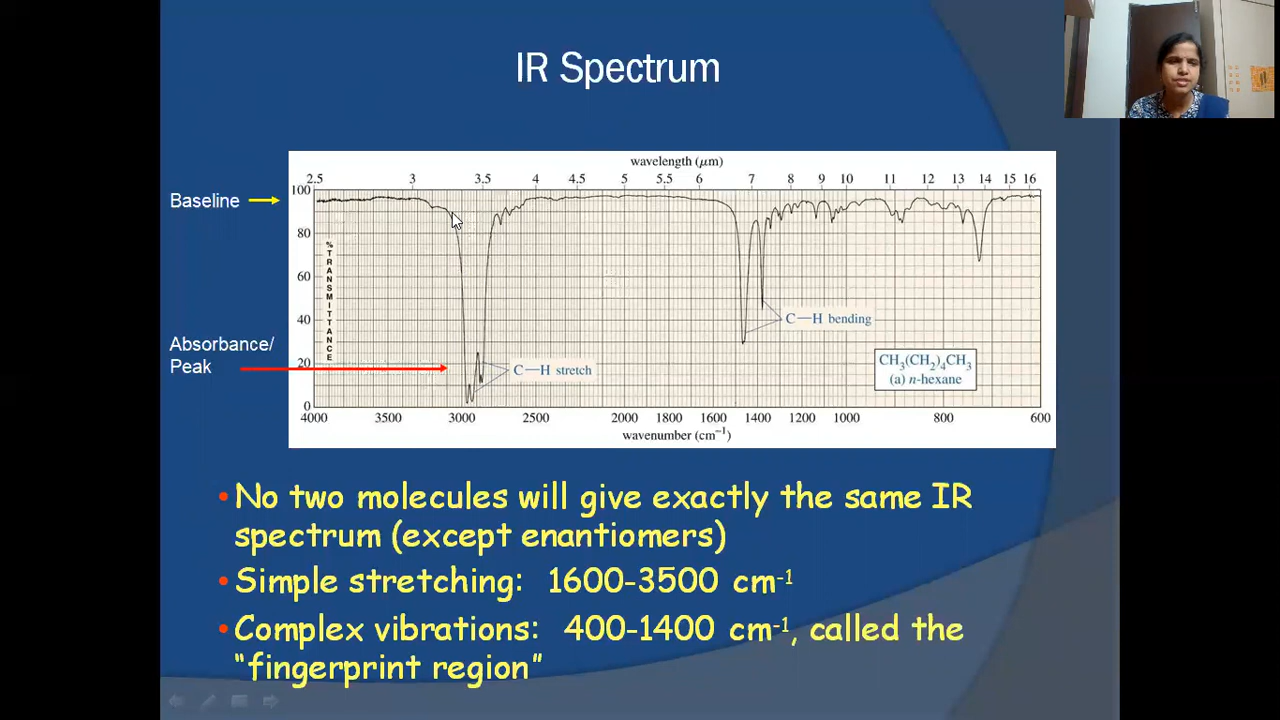 IR Spectrum
wavelength (μm)
2.5 3 3.5 4 4.5 5 5.5 6 7 8 9 10 11 12 13 14 15 16
Baseline
100
80
60
40
20
0
%TRANSMITTANCE
Absorbance/
Peak
C—H stretch
C—H bending
CH₃(CH₂)₄CH₃
(a) n-hexane
4000 3500 3000 2500 2000 1800 1600 1400 1200 1000 800 600
wavenumber (cm⁻¹)
•No two molecules will give exactly the same IR
spectrum (except enantiomers)
•Simple stretching: 1600-3500 cm⁻¹
•Complex vibrations: 400-1400 cm⁻¹, called the
“fingerprint region”